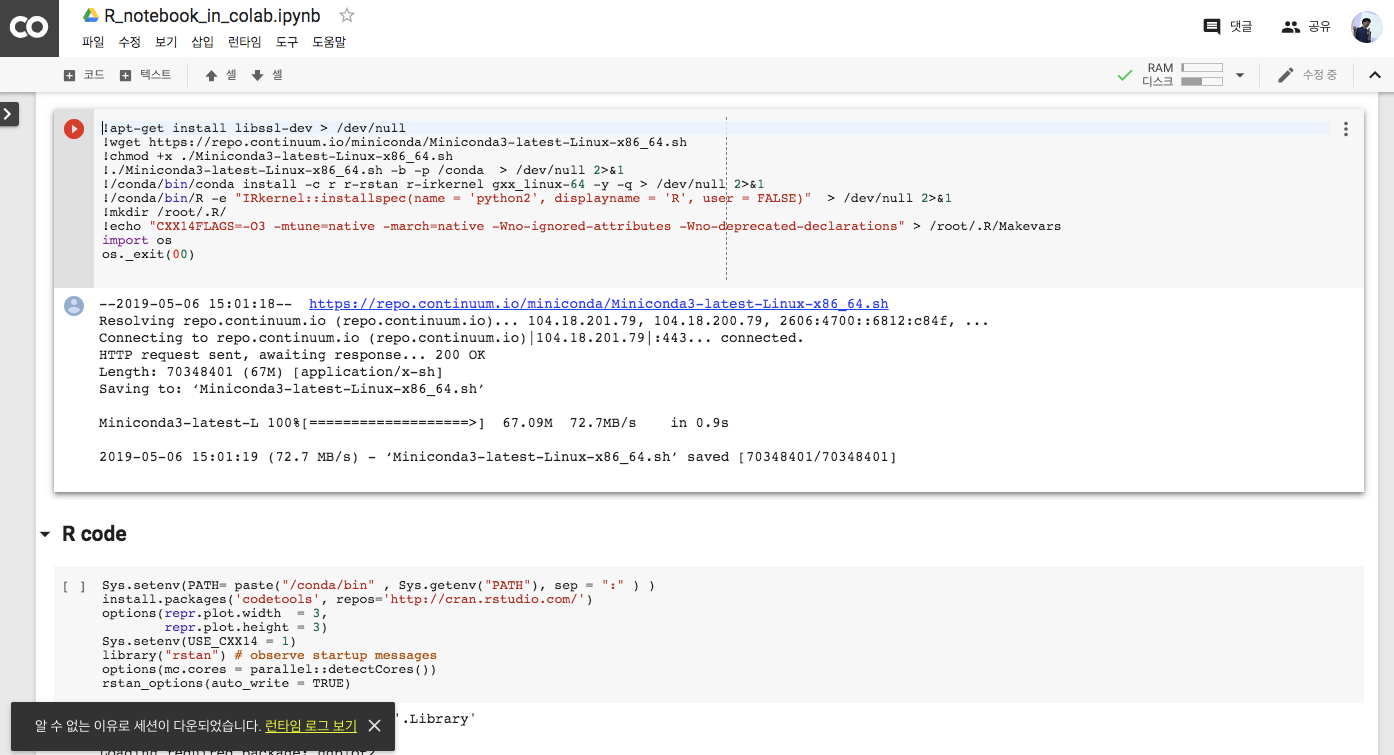 CO R_notebook_in_colab.ipynb
파일 수정 보기 삽입 런타임 도구 도움말
댓글 공유
코드 텍스트 셀 셀
RAM
디스크
수정 중
!apt-get install libssl-dev > /dev/null
!wget https://repo.continuum.io/miniconda/Miniconda3-latest-Linux-x86_64.sh
!chmod +x ./Miniconda3-latest-Linux-x86_64.sh
!./Miniconda3-latest-Linux-x86_64.sh -b -p /conda  > /dev/null 2>&1
!/conda/bin/conda install -c r r-rstan r-irkernel gxx_linux-64 -y -q > /dev/null 2>&1
!/conda/bin/R -e "IRkernel::installspec(name = 'python2', displayname = 'R', user = FALSE)"  > /dev/null 2>&1
!mkdir /root/.R/
!echo "CXX14FLAGS=-O3 -mtune=native -march=native -Wno-ignored-attributes -Wno-deprecated-declarations" > /root/.R/Makevars
import os
os._exit(00)
--2019-05-06 15:01:18--  https://repo.continuum.io/miniconda/Miniconda3-latest-Linux-x86_64.sh
Resolving repo.continuum.io (repo.continuum.io)... 104.18.201.79, 104.18.200.79, 2606:4700::6812:c84f, ...
Connecting to repo.continuum.io (repo.continuum.io)|104.18.201.79|:443... connected.
HTTP request sent, awaiting response... 200 OK
Length: 70348401 (67M) [application/x-sh]
Saving to: ‘Miniconda3-latest-Linux-x86_64.sh’
Miniconda3-latest-L 100%[===================>]  67.09M  72.7MB/s    in 0.9s
2019-05-06 15:01:19 (72.7 MB/s) - ‘Miniconda3-latest-Linux-x86_64.sh’ saved [70348401/70348401]
R code
[ ] Sys.setenv(PATH= paste("/conda/bin" , Sys.getenv("PATH"), sep = ":" ) )
install.packages('codetools', repos='http://cran.rstudio.com/')
options(repr.plot.width  = 3,
repr.plot.height = 3)
Sys.setenv(USE_CXX14 = 1)
library("rstan") # observe startup messages
options(mc.cores = parallel::detectCores())
rstan_options(auto_write = TRUE)
'.Library'
알 수 없는 이유로 세션이 다운되었습니다. 런타임 로그 보기
Loading required package: ggplot2